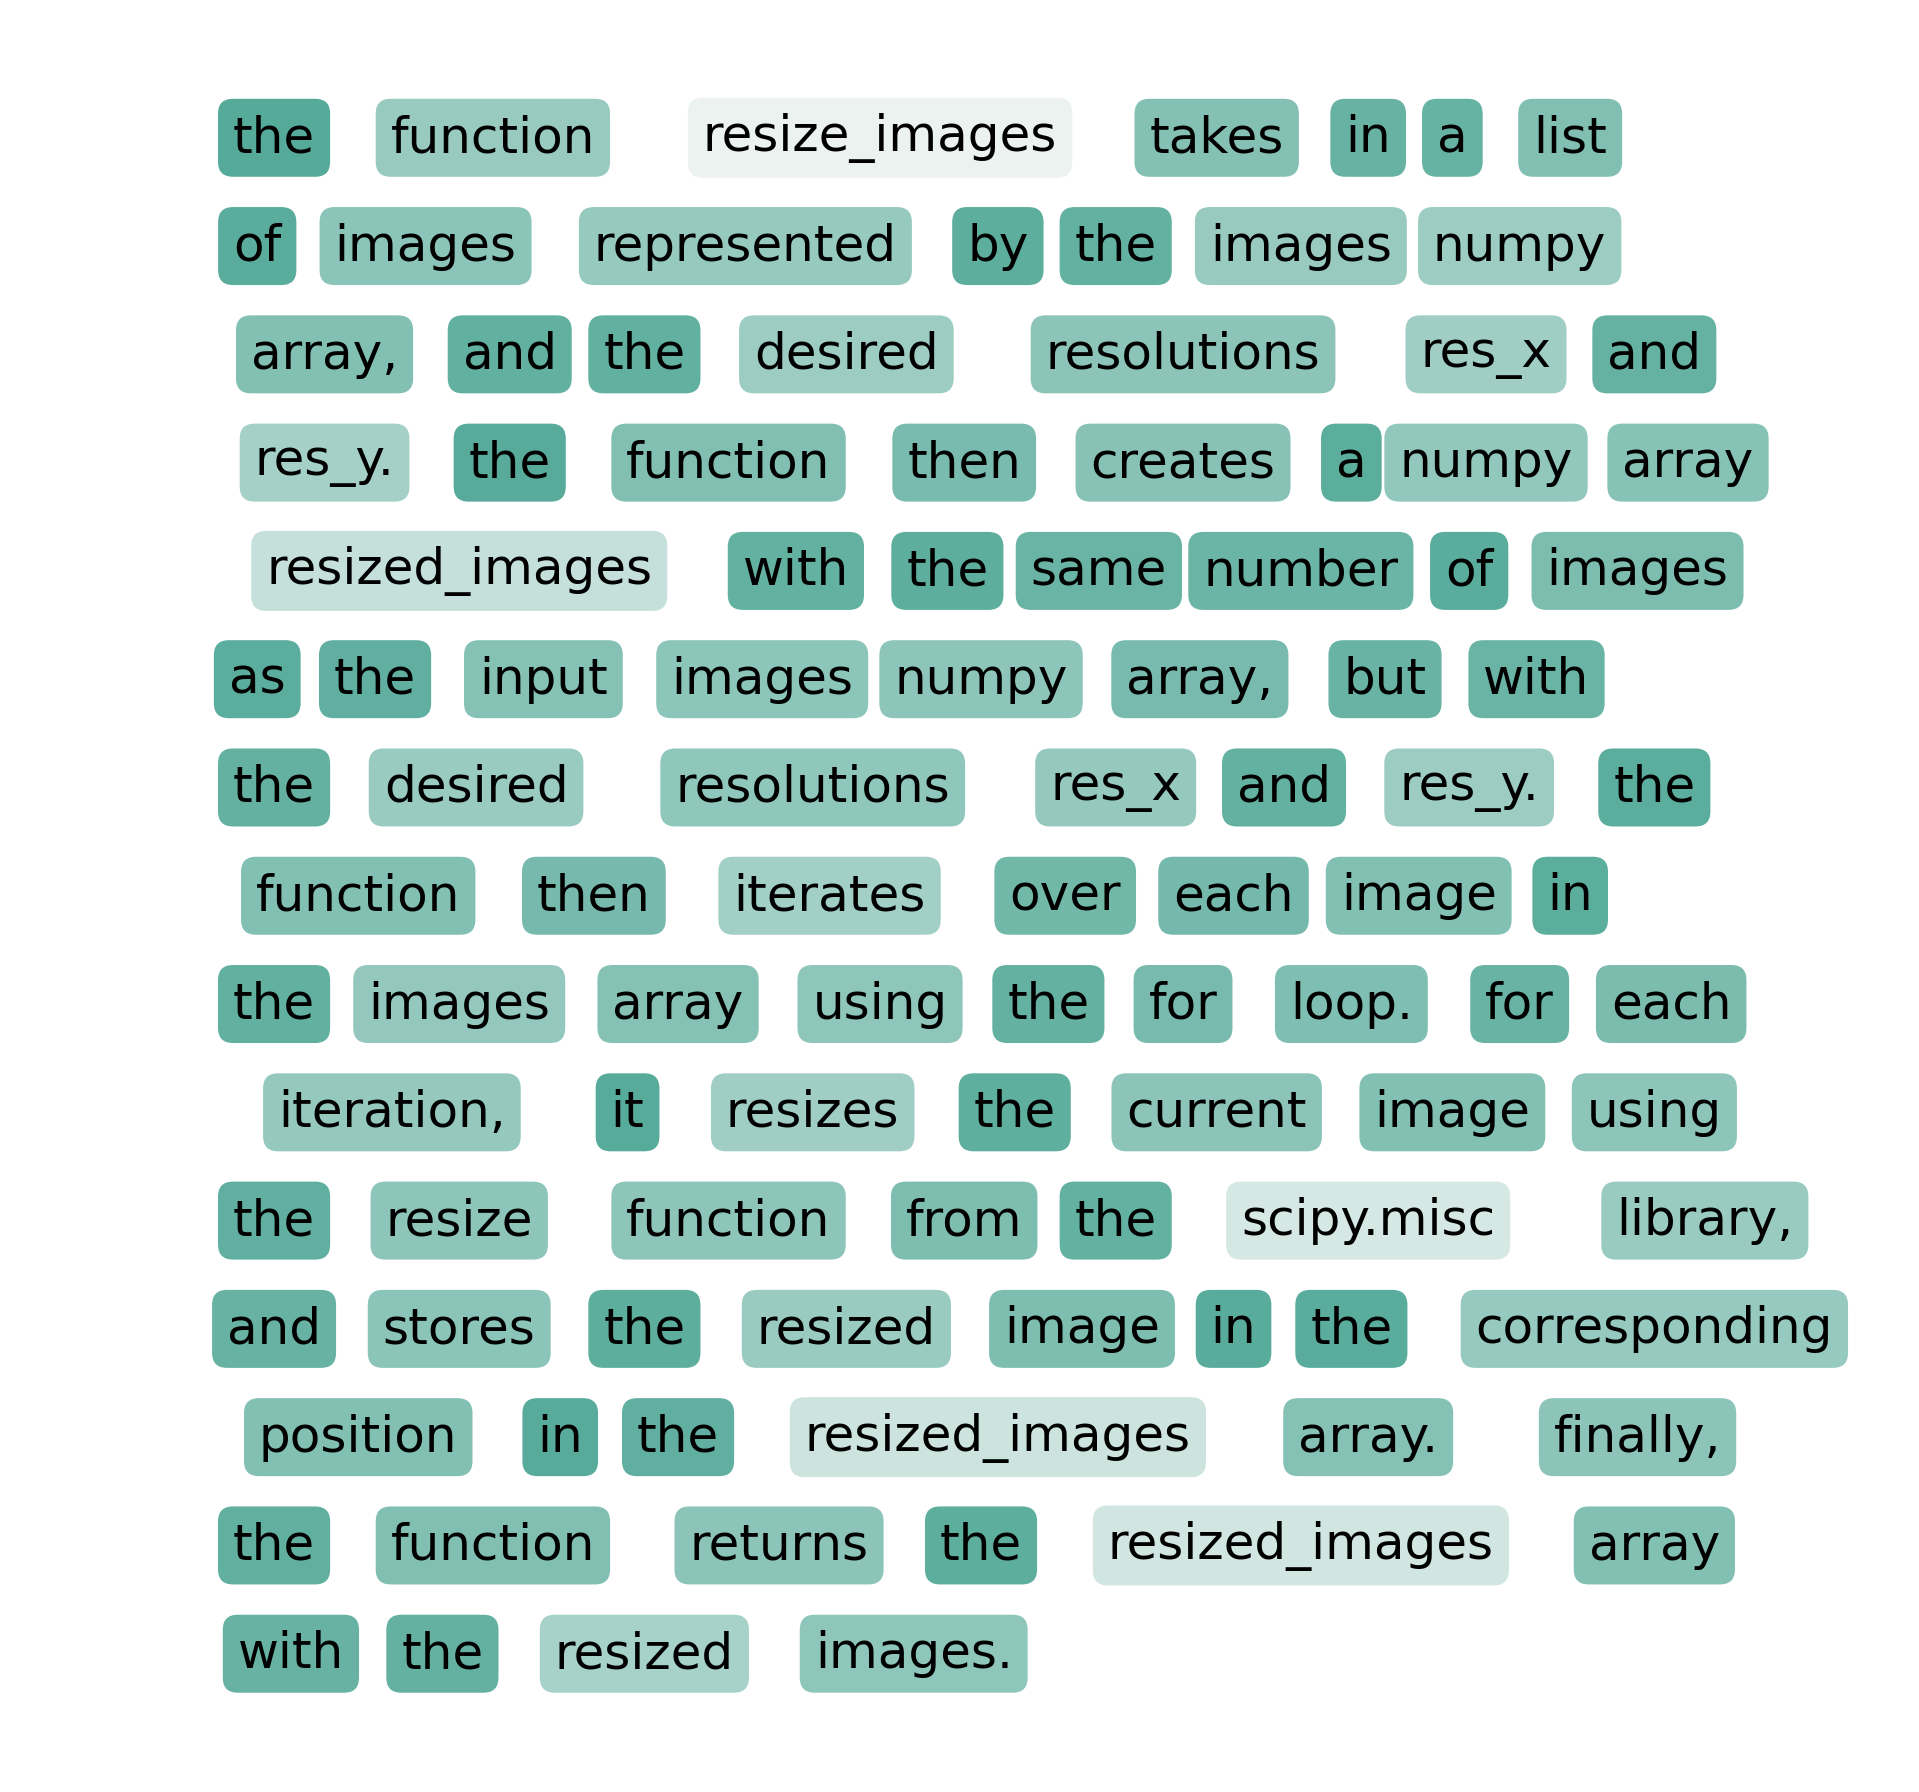 the function resize_images takes in a list
of images represented by the images numpy
array, and the desired resolutions res_x and
res_y. the function then creates a numpy array
resized_images with the same number of images
as the input images numpy array, but with
the desired resolutions res_x and res_y. the
function then iterates over each image in
the images array using the for loop. for each
iteration, it resizes the current image using
the resize function from the scipy.misc library,
and stores the resized image in the corresponding
position in the resized_images array. finally,
the function returns the resized_images array
with the resized images.